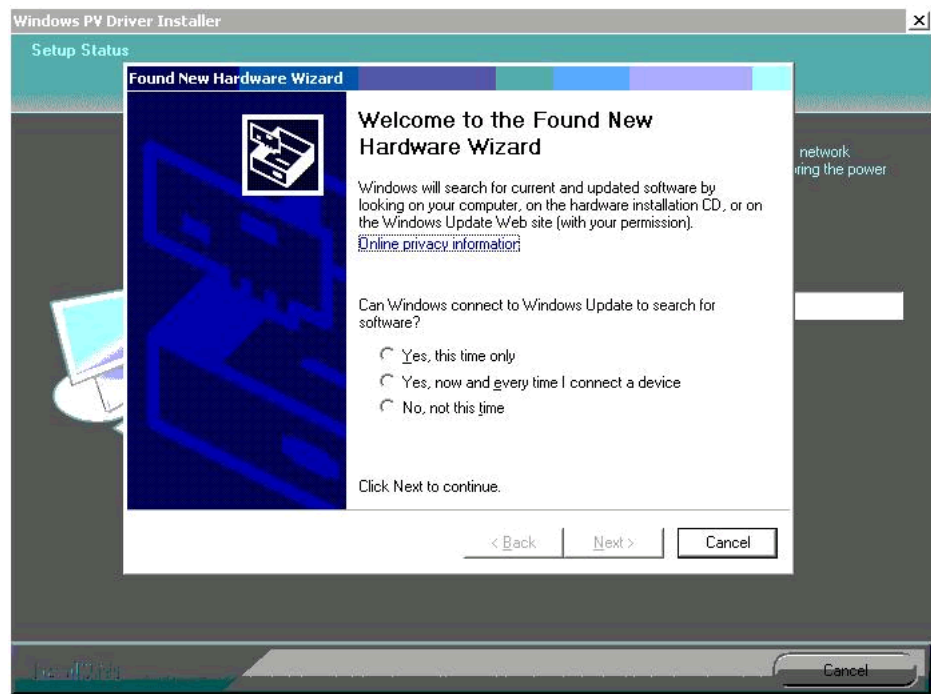 Windows PV Driver Installer
Setup Status
Found New Hardware Wizard
Welcome to the Found New
Hardware Wizard
network
ring the power
Windows will search for current and updated software by
looking on your computer, on the hardware installation CD, or on
the Windows Update Web site (with your permission).
Online privacy information
Can Windows connect to Windows Update to search for
software?
Yes, this time only
Yes, now and every time I connect a device
No, not this time
Click Next to continue.
< Back
Next >
Cancel
Cancel